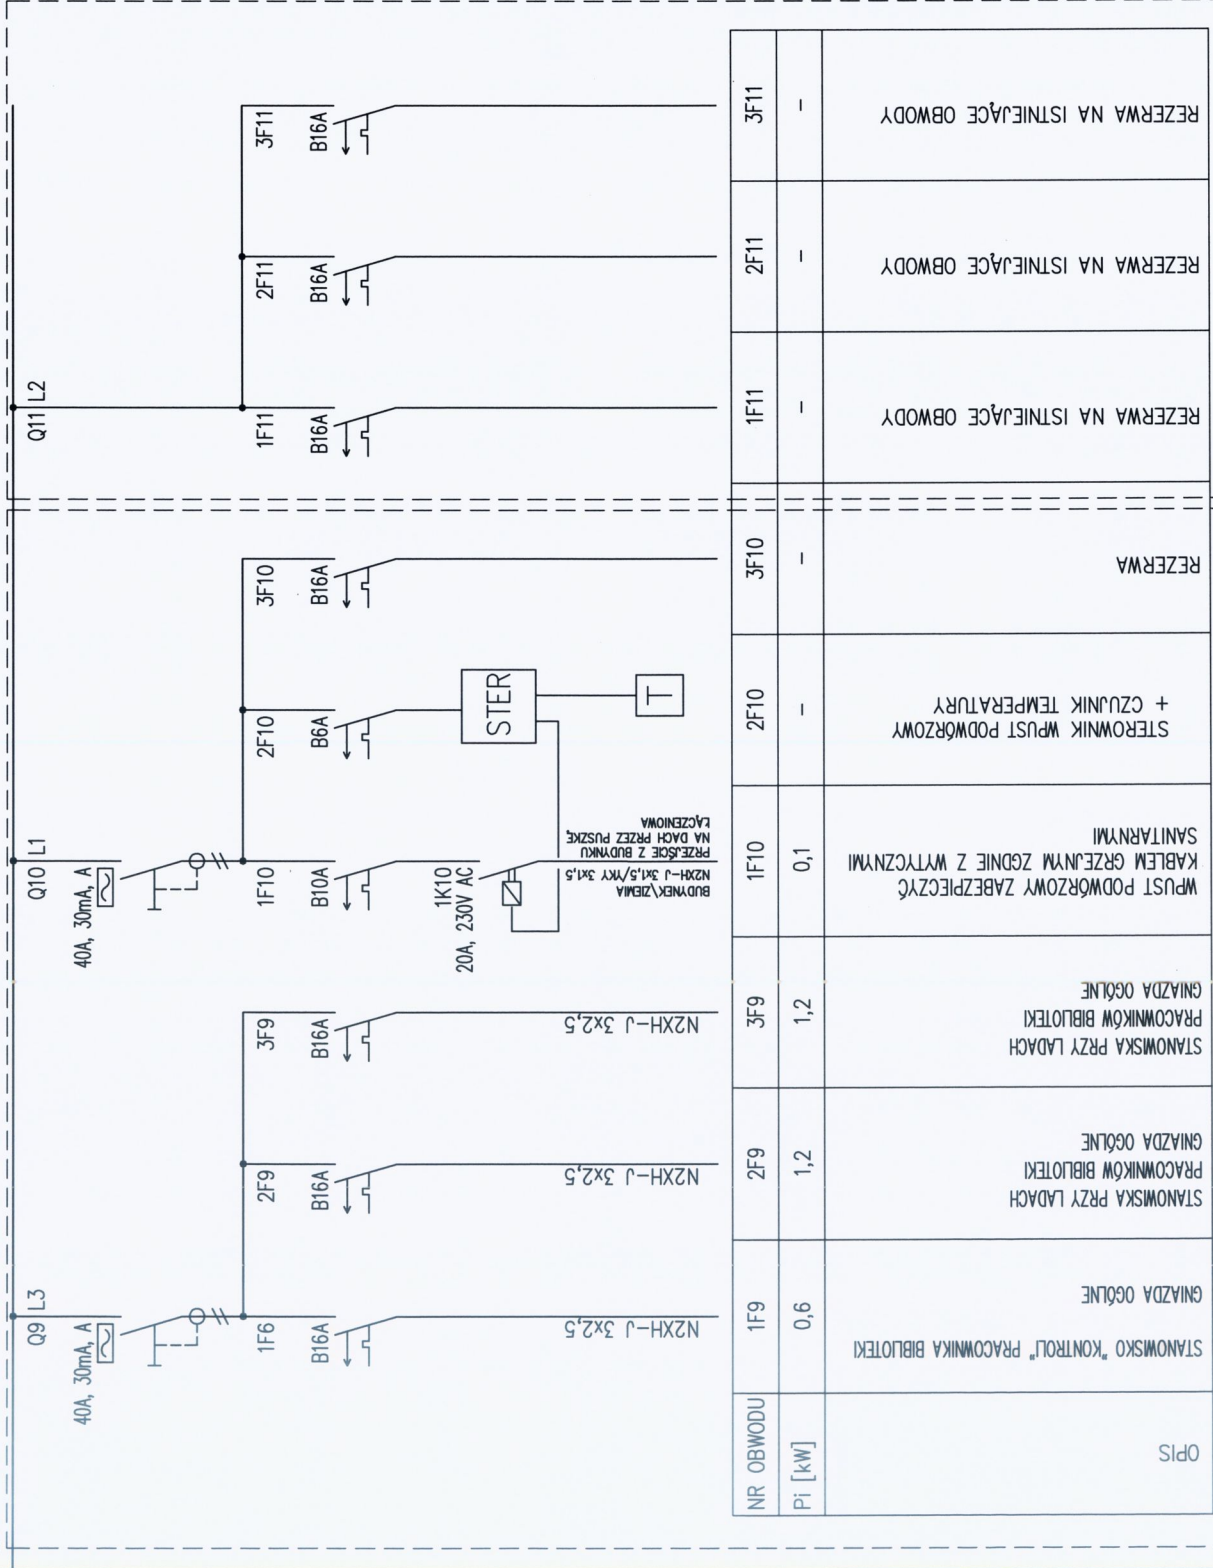 Q9 L3
40A, 30mA, A
1F6
B16A
N2XH-J 3x2,5
2F9
B16A
N2XH-J 3x2,5
3F9
B16A
N2XH-J 3x2,5
Q10 L1
40A, 30mA, A
1F10
B10A
1K10
20A, 230V AC
BUDYNEK/ZIEMIA
N2XH-J 3x1,5/YKY 3x1,5
PRZEJŚCIE Z BUDYNKU
NA DACH PRZEZ PUSZKĘ
ŁĄCZENIOWA
2F10
B6A
STER
T
3F10
B16A
Q11 L2
1F11
B16A
2F11
B16A
3F11
B16A
NR OBWODU
1F9
2F9
3F9
1F10
2F10
3F10
1F11
2F11
3F11
Pi [kW]
0,6
1,2
1,2
0,1
-
-
-
-
-
OPIS
STANOWISKO "KONTROLI" PRACOWNIKA BIBLIOTEKI
GNIAZDA OGÓLNE
STANOWISKA PRZY LADACH
PRACOWNIKÓW BIBLIOTEKI
GNIAZDA OGÓLNE
STANOWISKA PRZY LADACH
PRACOWNIKÓW BIBLIOTEKI
GNIAZDA OGÓLNE
WPUST PODWÓRZOWY ZABEZPIECZYĆ
KABLEM GRZEJNYM ZGDNIE Z WYTYCZNYMI
SANITARNYMI
STEROWNIK WPUST PODWÓRZOWY
+ CZUJNIK TEMPERATURY
REZERWA
REZERWA NA ISTNIEJĄCE OBWODY
REZERWA NA ISTNIEJĄCE OBWODY
REZERWA NA ISTNIEJĄCE OBWODY